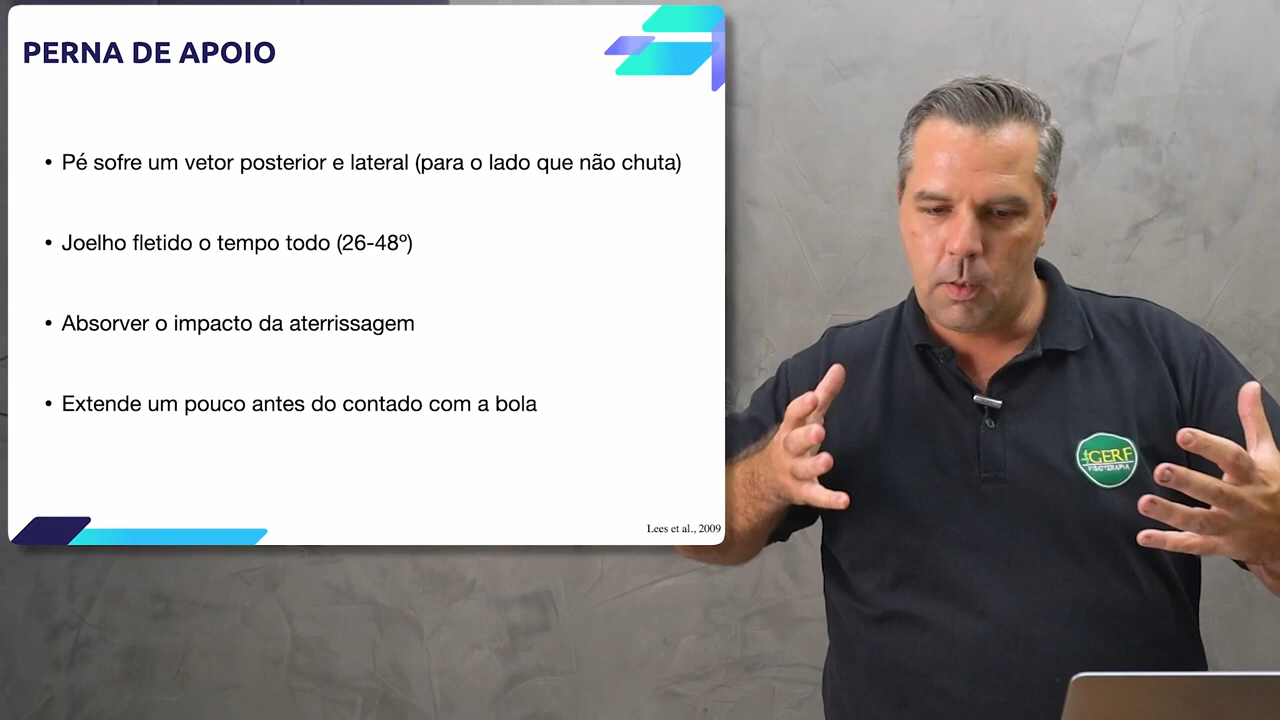 PERNA DE APOIO
• Pé sofre um vetor posterior e lateral (para o lado que não chuta)
• Joelho fletido o tempo todo (26-48º)
• Absorver o impacto da aterrissagem
• Extende um pouco antes do contado com a bola
Lees et al., 2009
GERF
FISIOTERAPIA